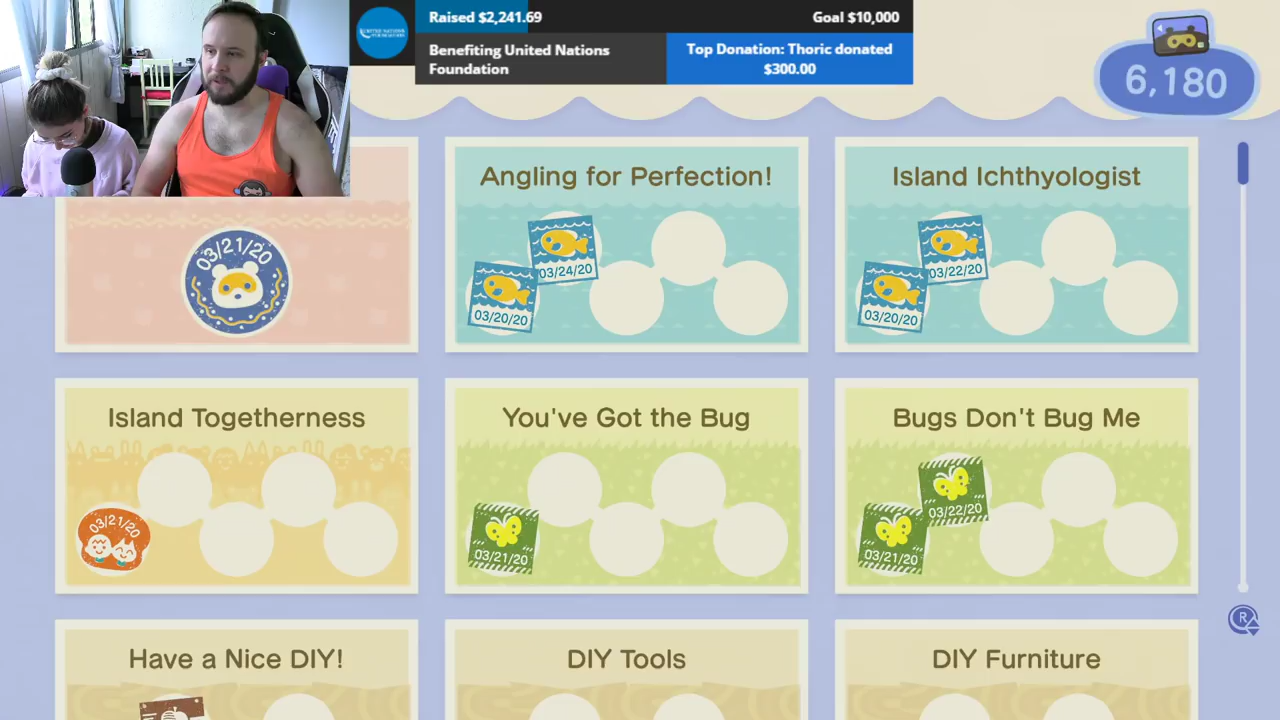 Raised $2,241.69
Goal $10,000
Benefiting United Nations
Foundation
Top Donation: Thoric donated
$300.00
6,180
03/21/20
Angling for Perfection!
03/24/20
03/20/20
Island Ichthyologist
03/22/20
03/20/20
Island Togetherness
03/21/20
You've Got the Bug
03/21/20
Bugs Don't Bug Me
03/22/20
03/21/20
R
Have a Nice DIY!
DIY Tools
DIY Furniture